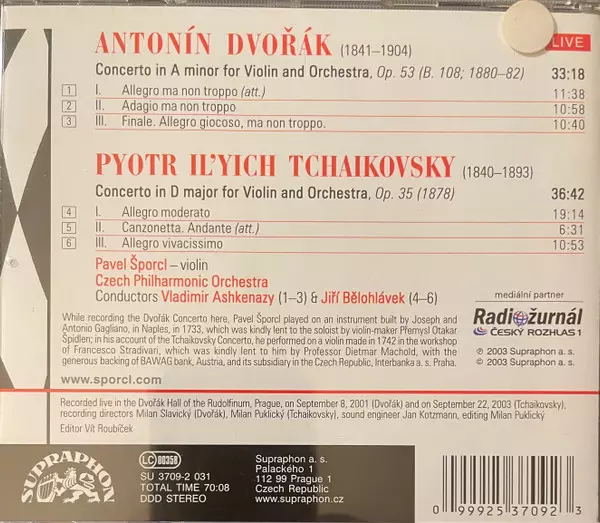 ANTONÍN DVOŘÁK (1841–1904)
LIVE
Concerto in A minor for Violin and Orchestra, Op. 53 (B. 108; 1880–82) 33:18
1 I. Allegro ma non troppo (att.) 11:38
2 II. Adagio ma non troppo 10:58
3 III. Finale. Allegro giocoso, ma non troppo. 10:40
PYOTR IL'YICH TCHAIKOVSKY (1840–1893)
Concerto in D major for Violin and Orchestra, Op. 35 (1878) 36:42
4 I. Allegro moderato 19:14
5 II. Canzonetta. Andante (att.) 6:31
6 III. Allegro vivacissimo 10:53
Pavel Šporcl – violin
Czech Philharmonic Orchestra
Conductors Vladimir Ashkenazy (1–3) & Jiří Bělohlávek (4–6)
mediální partner
Radiožurnál
ČESKÝ ROZHLAS 1
℗ 2003 Supraphon a. s.
© 2003 Supraphon a. s.
While recording the Dvořák Concerto here, Pavel Šporcl played on an instrument built by Joseph and
Antonio Gagliano, in Naples, in 1733, which was kindly lent to the soloist by violin-maker Přemysl Otakar
Špidlen; in his account of the Tchaikovsky Concerto, he performed on a violin made in 1742 in the workshop
of Francesco Stradivari, which was kindly lent to him by Professor Dietmar Machold, with the
generous backing of BAWAG bank, Austria, and its subsidiary in the Czech Republic, Interbanka a. s. Praha.
www.sporcl.com
Recorded live in the Dvořák Hall of the Rudolfinum, Prague, on September 8, 2001 (Dvořák) and on September 22, 2003 (Tchaikovsky),
recording directors Milan Slavický (Dvořák), Milan Puklický (Tchaikovsky), sound engineer Jan Kotzmann, editing Milan Puklický
Editor Vít Roubíček
SUPRAPHON
LC 00358
SU 3709-2 031
TOTAL TIME 70:08
DDD STEREO
Supraphon a. s.
Palackého 1
112 99 Prague 1
Czech Republic
www.supraphon.cz
0 99925 37092 3